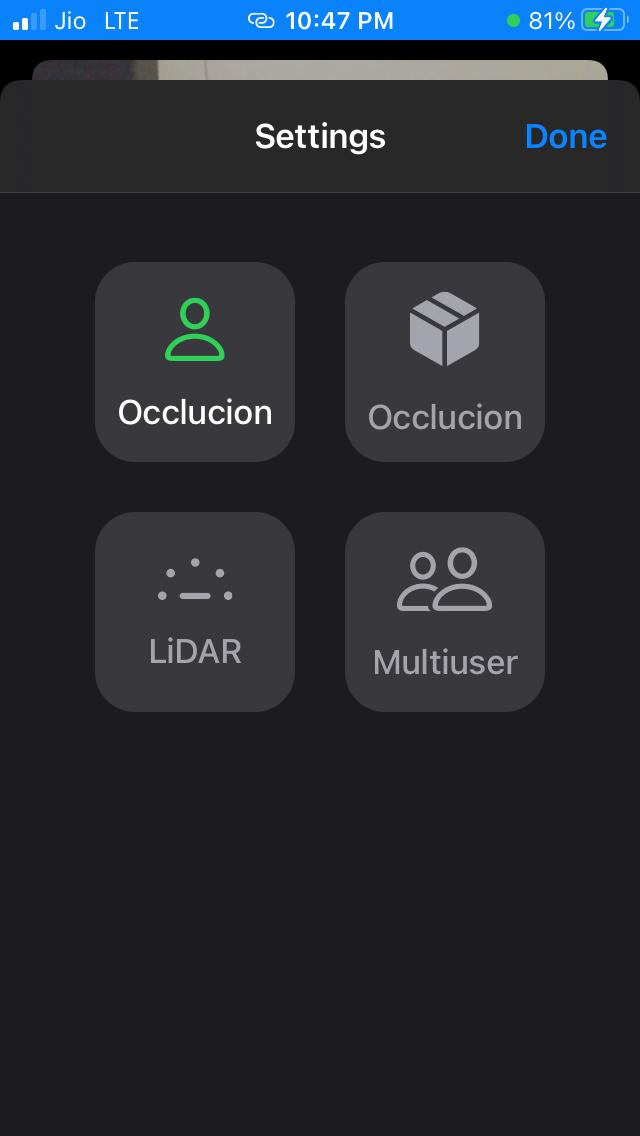 Jio LTE 10:47 PM 81%
Settings Done
Occlucion Occlucion
LiDAR Multiuser